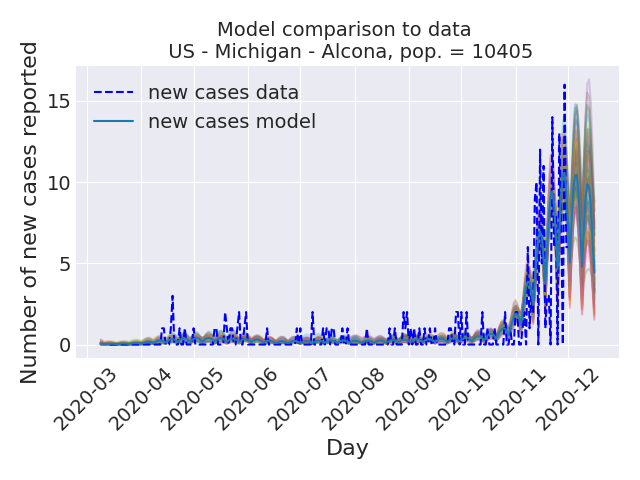 Model comparison to data
US - Michigan - Alcona, pop. = 10405
Number of new cases reported
15
10
5
0
new cases data
new cases model
2020-03
2020-04
2020-05
2020-06
2020-07
2020-08
2020-09
2020-10
2020-11
2020-12
Day